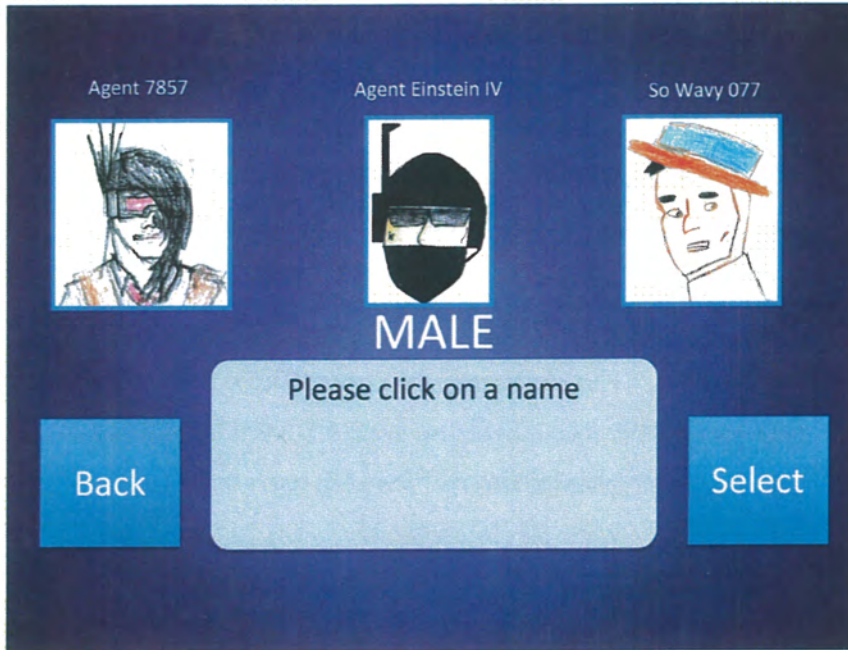 Agent 7857
Agent Einstein IV
So Wavy 077
MALE
Please click on a name
Back
Select